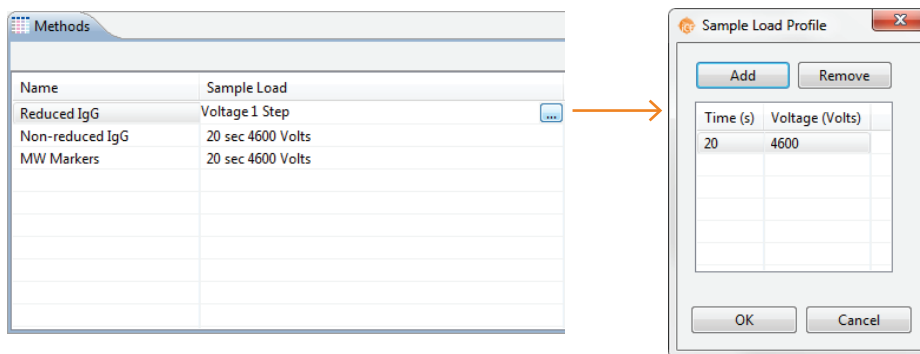 Methods
Name Sample Load
Reduced IgG Voltage 1 Step ...
Non-reduced IgG 20 sec 4600 Volts
MW Markers 20 sec 4600 Volts
Sample Load Profile
Add Remove
Time (s) Voltage (Volts)
20 4600
OK Cancel